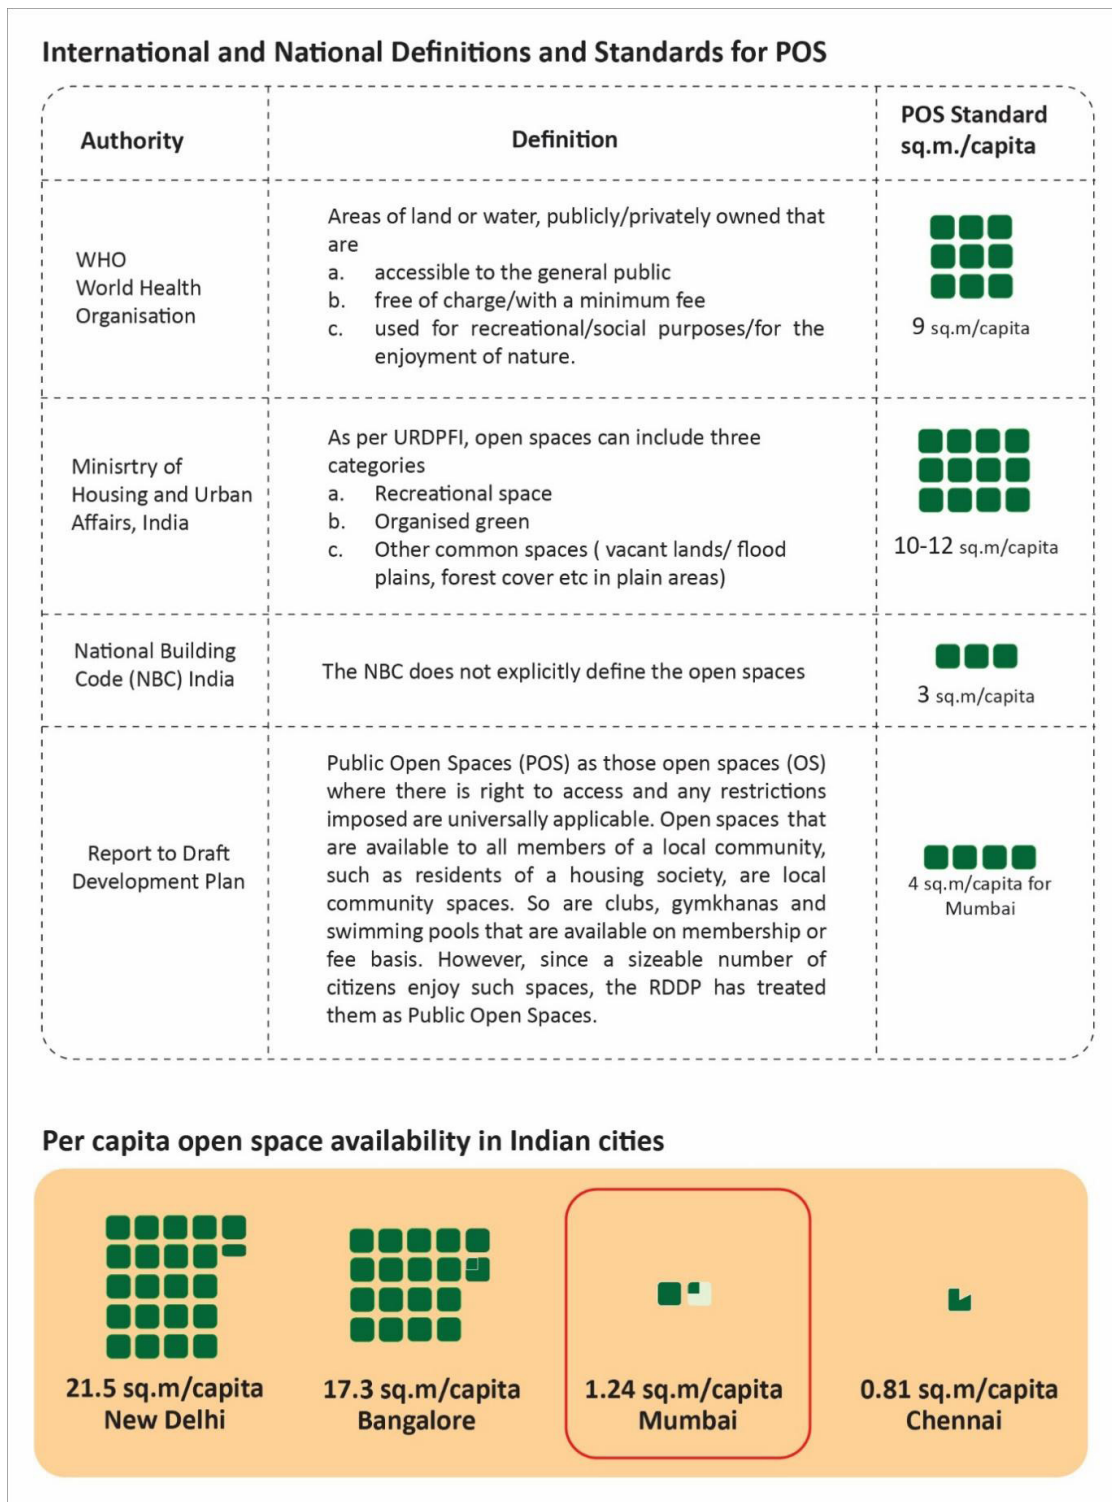 International and National Definitions and Standards for POS
Authority
Definition
POS Standard
sq.m./capita
WHO
World Health
Organisation
Areas of land or water, publicly/privately owned that
are
a. accessible to the general public
b. free of charge/with a minimum fee
c. used for recreational/social purposes/for the
enjoyment of nature.
9 sq.m/capita
Minisrtry of
Housing and Urban
Affairs, India
As per URDPFI, open spaces can include three
categories
a. Recreational space
b. Organised green
c. Other common spaces ( vacant lands/ flood
plains, forest cover etc in plain areas)
10-12 sq.m/capita
National Building
Code (NBC) India
The NBC does not explicitly define the open spaces
3 sq.m/capita
Report to Draft
Development Plan
Public Open Spaces (POS) as those open spaces (OS)
where there is right to access and any restrictions
imposed are universally applicable. Open spaces that
are available to all members of a local community,
such as residents of a housing society, are local
community spaces. So are clubs, gymkhanas and
swimming pools that are available on membership or
fee basis. However, since a sizeable number of
citizens enjoy such spaces, the RDDP has treated
them as Public Open Spaces.
4 sq.m/capita for
Mumbai
Per capita open space availability in Indian cities
21.5 sq.m/capita
New Delhi
17.3 sq.m/capita
Bangalore
1.24 sq.m/capita
Mumbai
0.81 sq.m/capita
Chennai